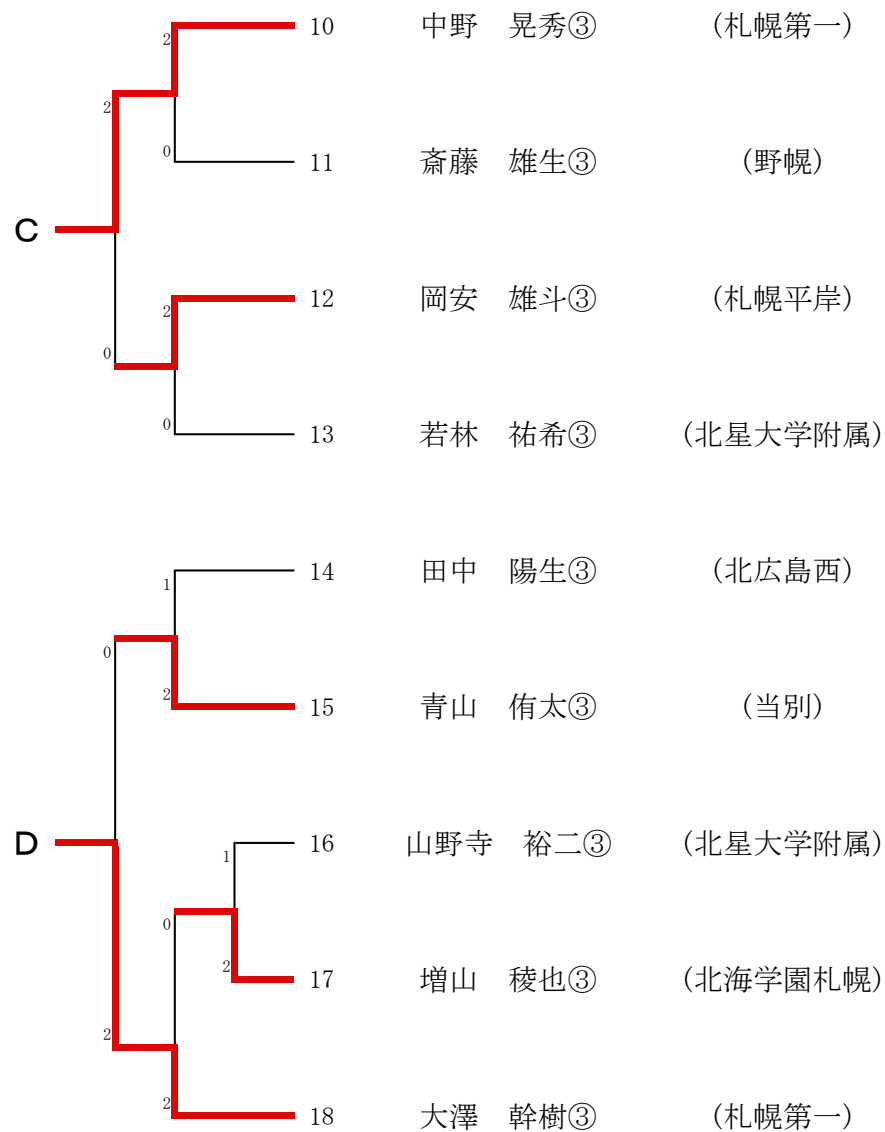 2 10 中野 晃秀③ (札幌第一)
2
0 11 斎藤 雄生③ (野幌)
C
2 12 岡安 雄斗③ (札幌平岸)
0
0 13 若林 祐希③ (北星大学附属)
1 14 田中 陽生③ (北広島西)
0
2 15 青山 侑太③ (当別)
D 1 16 山野寺 裕二③ (北星大学附属)
0
2 17 増山 稜也③ (北海学園札幌)
2
2 18 大澤 幹樹③ (札幌第一)